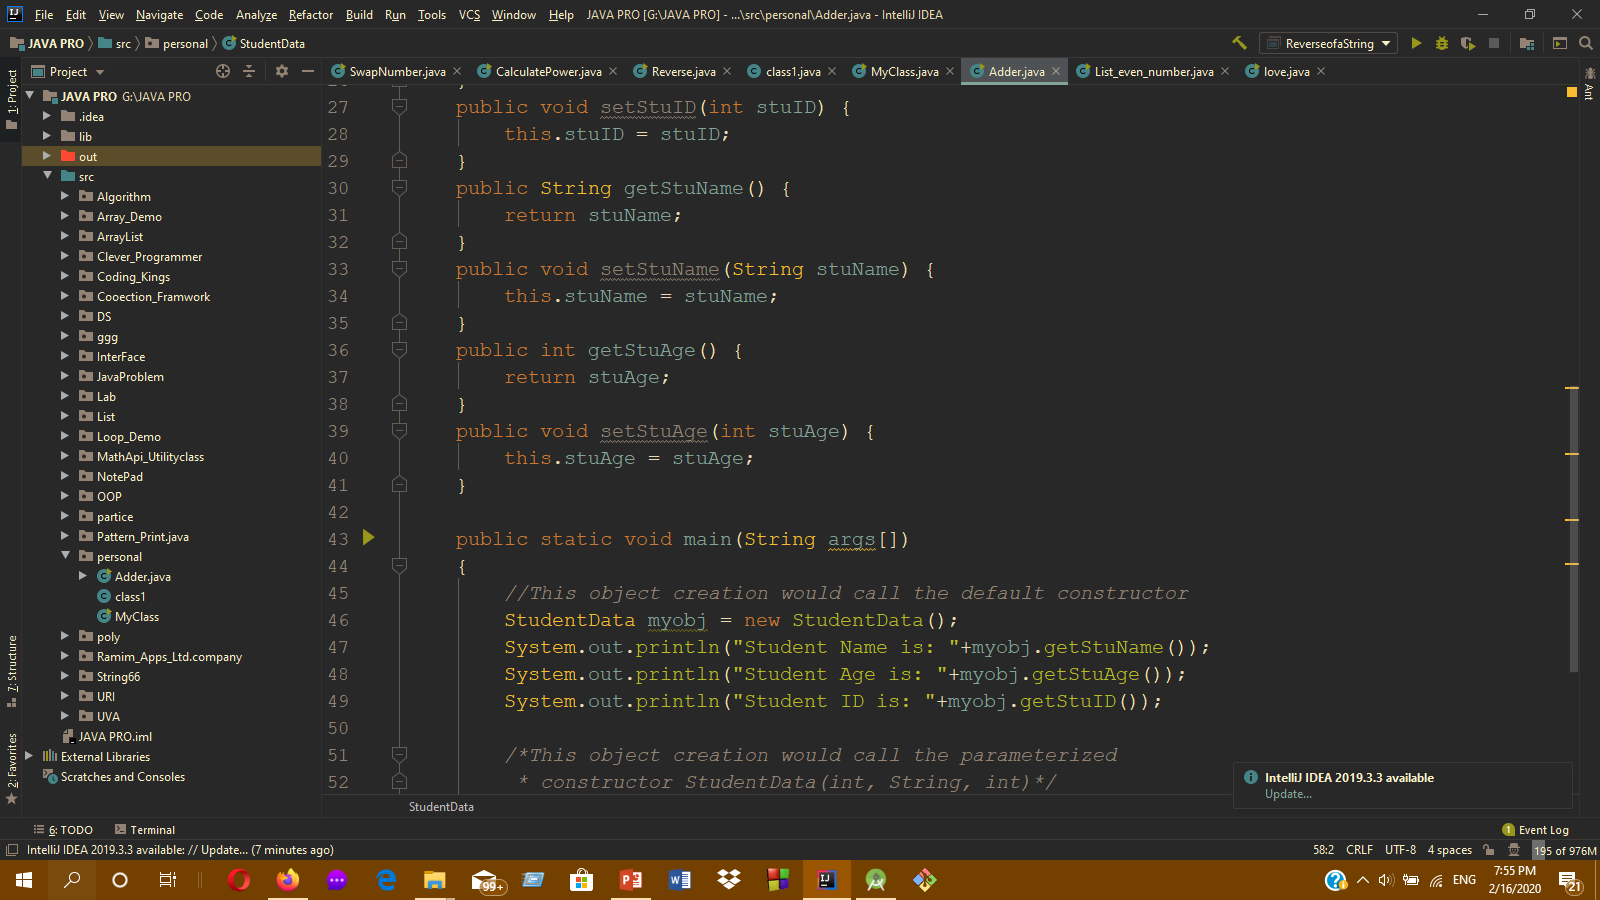 File Edit View Navigate Code Analyze Refactor Build Run Tools VCS Window Help JAVA PRO [G:\JAVA PRO] - ...\src\personal\Adder.java - IntelliJ IDEA
JAVA PRO src personal StudentData ReverseofaString
Project SwapNumber.java CalculatePower.java Reverse.java class1.java MyClass.java Adder.java List_even_number.java love.java
1: Project
Ant
JAVA PRO G:\JAVA PRO
.idea
lib
out
src
Algorithm
Array_Demo
ArrayList
Clever_Programmer
Coding_Kings
Cooection_Framwork
DS
ggg
InterFace
JavaProblem
Lab
List
Loop_Demo
MathApi_Utilityclass
NotePad
OOP
partice
Pattern_Print.java
personal
Adder.java
class1
MyClass
poly
Ramim_Apps_Ltd.company
String66
URI
UVA
JAVA PRO.iml
External Libraries
Scratches and Consoles
7: Structure
2: Favorites
27 public void setStuID(int stuID) {
28 this.stuID = stuID;
29 }
30 public String getStuName() {
31 return stuName;
32 }
33 public void setStuName(String stuName) {
34 this.stuName = stuName;
35 }
36 public int getStuAge() {
37 return stuAge;
38 }
39 public void setStuAge(int stuAge) {
40 this.stuAge = stuAge;
41 }
42
43 public static void main(String args[])
44 {
45 //This object creation would call the default constructor
46 StudentData myobj = new StudentData();
47 System.out.println("Student Name is: "+myobj.getStuName());
48 System.out.println("Student Age is: "+myobj.getStuAge());
49 System.out.println("Student ID is: "+myobj.getStuID());
50
51 /*This object creation would call the parameterized
52 * constructor StudentData(int, String, int)*/
StudentData
IntelliJ IDEA 2019.3.3 available
Update...
6: TODO Terminal 1 Event Log
IntelliJ IDEA 2019.3.3 available: // Update... (7 minutes ago) 58:2 CRLF UTF-8 4 spaces 195 of 976M
99+ ENG 7:55 PM
2/16/2020 21